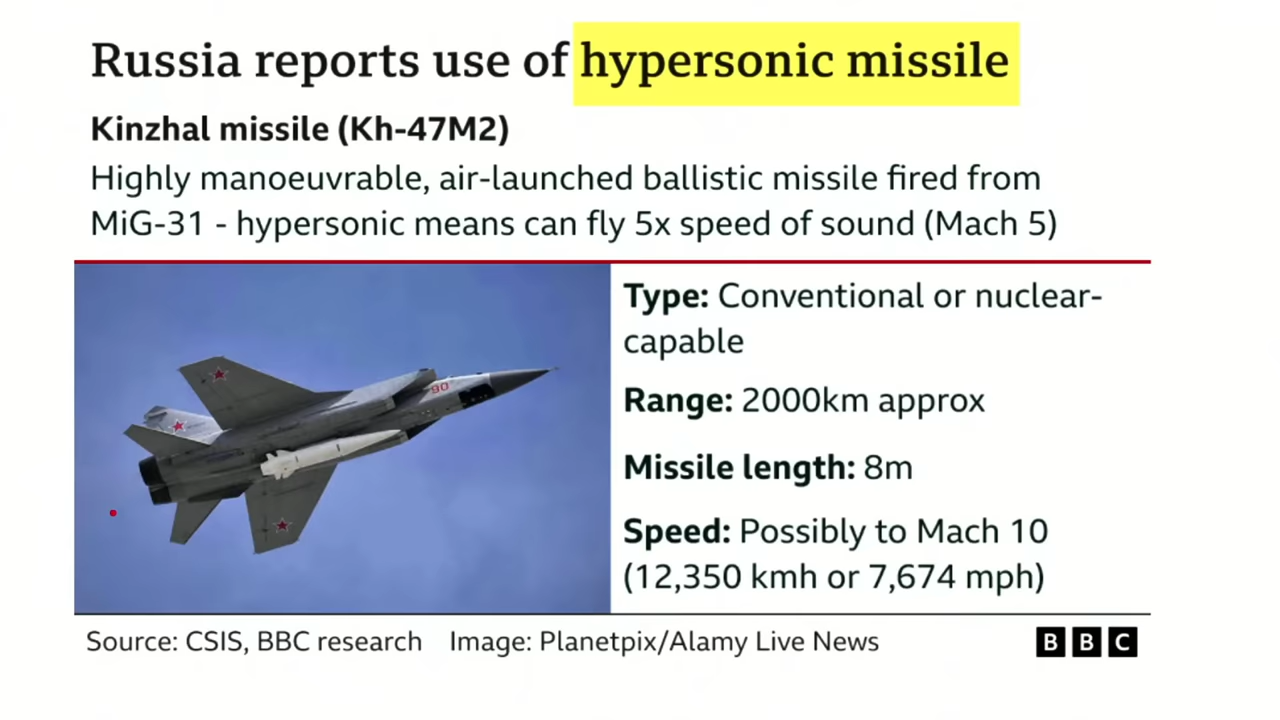 Russia reports use of hypersonic missile
Kinzhal missile (Kh-47M2)
Highly manoeuvrable, air-launched ballistic missile fired from
MiG-31 - hypersonic means can fly 5x speed of sound (Mach 5)
Type: Conventional or nuclear-
capable
Range: 2000km approx
Missile length: 8m
Speed: Possibly to Mach 10
(12,350 kmh or 7,674 mph)
90
Source: CSIS, BBC research Image: Planetpix/Alamy Live News
BBC